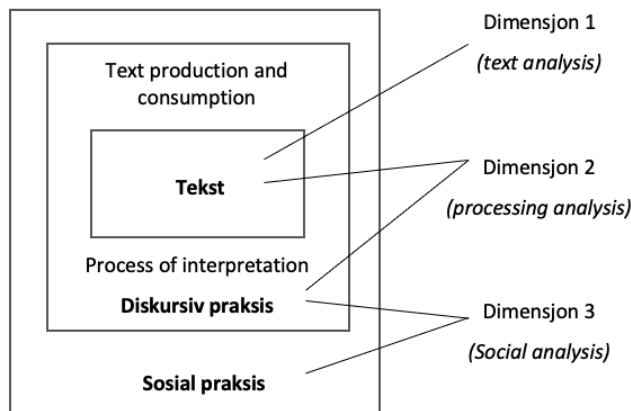 Text production and
consumption
Tekst
Process of interpretation
Diskursiv praksis
Sosial praksis
Dimensjon 1
(text analysis)
Dimensjon 2
(processing analysis)
Dimensjon 3
(Social analysis)